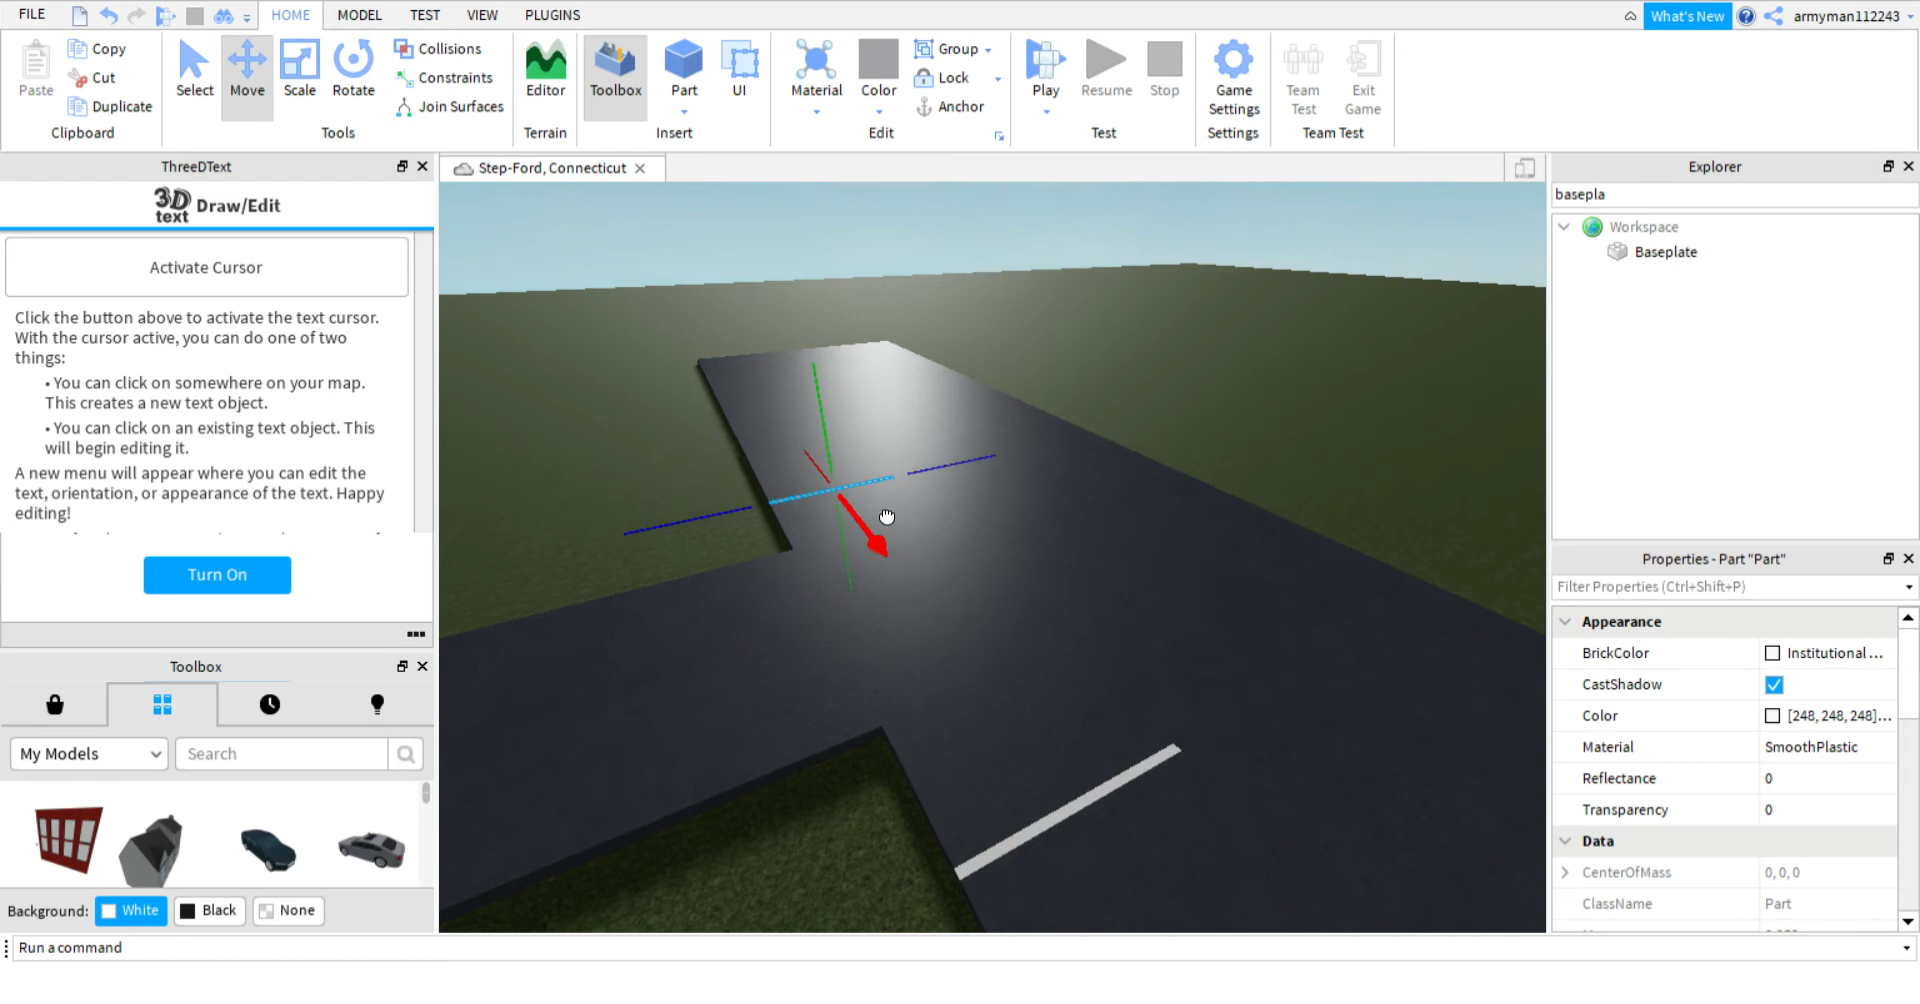 FILE
HOME
MODEL
TEST
VIEW
PLUGINS
What's New
armyman112243
Paste
Copy
Cut
Duplicate
Clipboard
Select
Move
Scale
Rotate
Collisions
Constraints
Join Surfaces
Tools
Editor
Terrain
Toolbox
Part
UI
Insert
Material
Color
Group
Lock
Anchor
Edit
Play
Resume
Stop
Test
Game
Settings
Settings
Team
Test
Exit
Game
Team Test
ThreeDText
3D
text
Draw/Edit
Activate Cursor
Click the button above to activate the text cursor.
With the cursor active, you can do one of two
things:
• You can click on somewhere on your map.
This creates a new text object.
• You can click on an existing text object. This
will begin editing it.
A new menu will appear where you can edit the
text, orientation, or appearance of the text. Happy
editing!
Turn On
Toolbox
My Models
Search
Background:
White
Black
None
Run a command
Step-Ford, Connecticut
Explorer
basepla
Workspace
Baseplate
Properties - Part "Part"
Filter Properties (Ctrl+Shift+P)
Appearance
BrickColor
Institutional ...
CastShadow
Color
[248, 248, 248]...
Material
SmoothPlastic
Reflectance
0
Transparency
0
Data
CenterOfMass
0, 0, 0
ClassName
Part